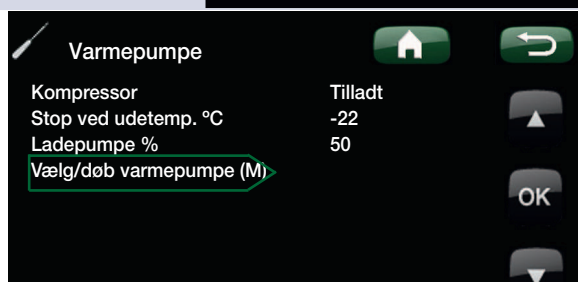 Varmepumpe
Kompressor Tilladt
Stop ved udetemp. °C -22
Ladepumpe % 50
Vælg/døb varmepumpe (M)
OK